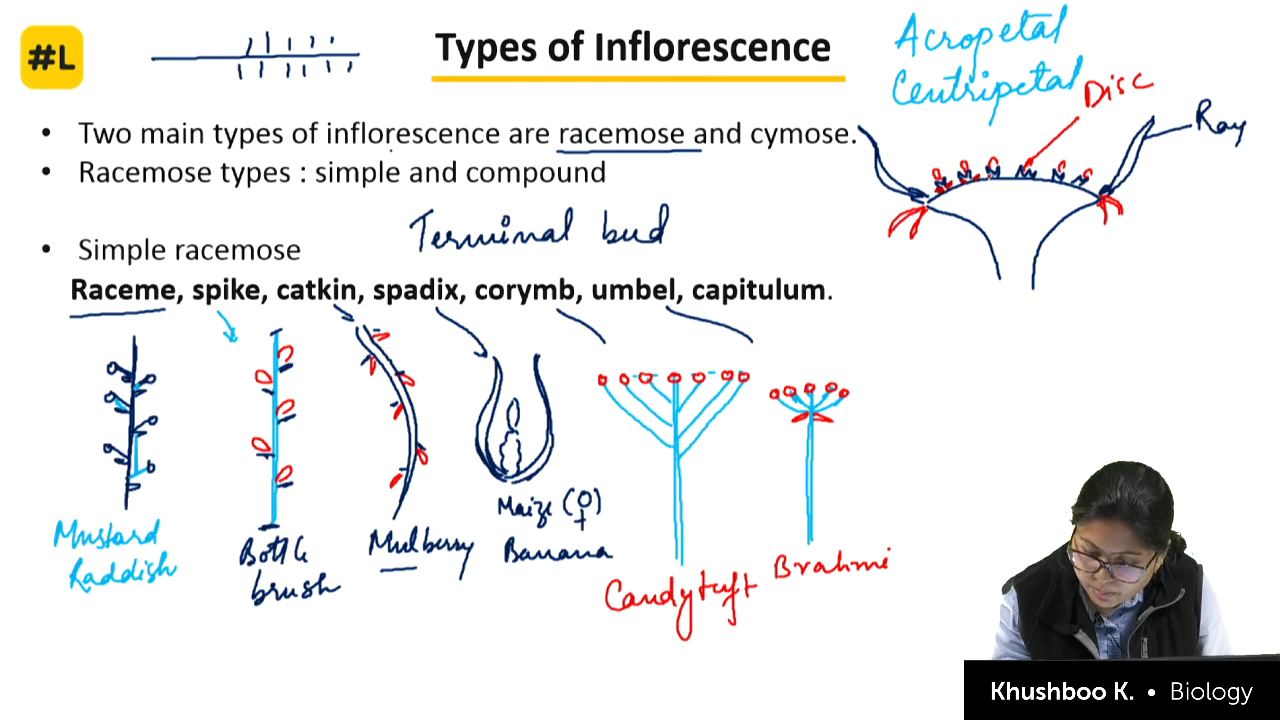 #L
Types of Inflorescence
Acropetal
Centripetal
Disc
Ray
• Two main types of inflorescence are racemose and cymose.
• Racemose types : simple and compound
Terminal bud
• Simple racemose
Raceme, spike, catkin, spadix, corymb, umbel, capitulum.
Mustard
Raddish
Bottle
brush
Mulberry
Maize (♀)
Banana
Candytuft
Brahmi
Khushboo K. • Biology